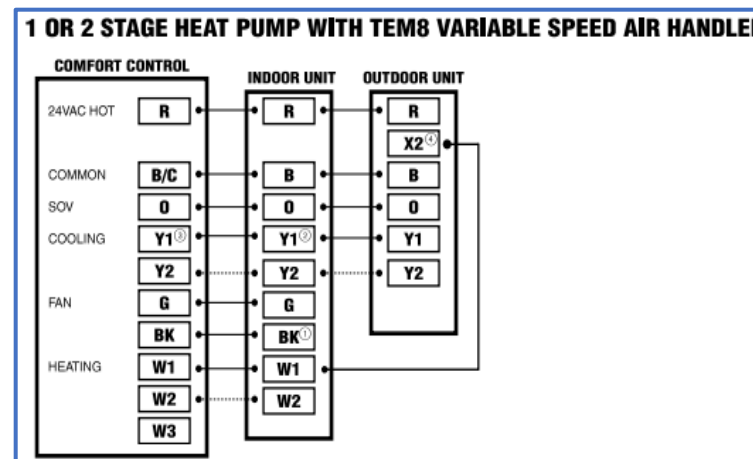 1 OR 2 STAGE HEAT PUMP WITH TEM8 VARIABLE SPEED AIR HANDLE
COMFORT CONTROL
INDOOR UNIT
OUTDOOR UNIT
24VAC HOT R R R
X2④
COMMON B/C B B
SOV O O O
COOLING Y1③ Y1② Y1
Y2 Y2 Y2
FAN G G
BK BK①
HEATING W1 W1
W2 W2
W3